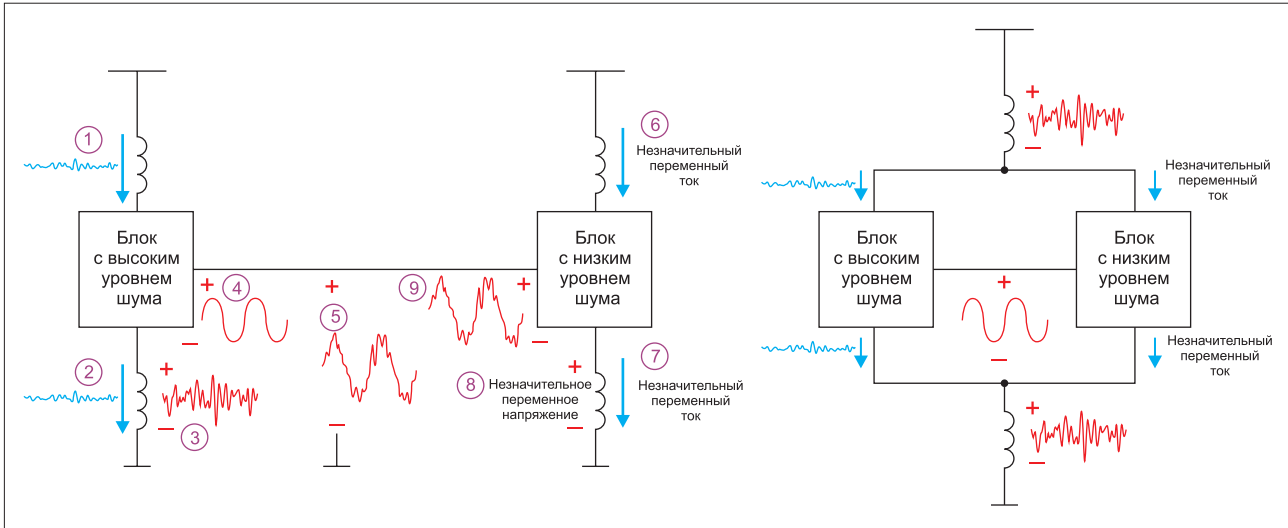 1
Блок
с высоким
уровнем
шума
2
3
4
5
6
Незначительный
переменный
ток
Блок
с низким
уровнем
шума
9
7
Незначительный
переменный
ток
8
Незначительное
переменное
напряжение
+
−
+
−
+
−
+
−
+
−
+
−
Незначительный
переменный
ток
Блок
с высоким
уровнем
шума
+
−
Блок
с низким
уровнем
шума
Незначительный
переменный
ток
+
−